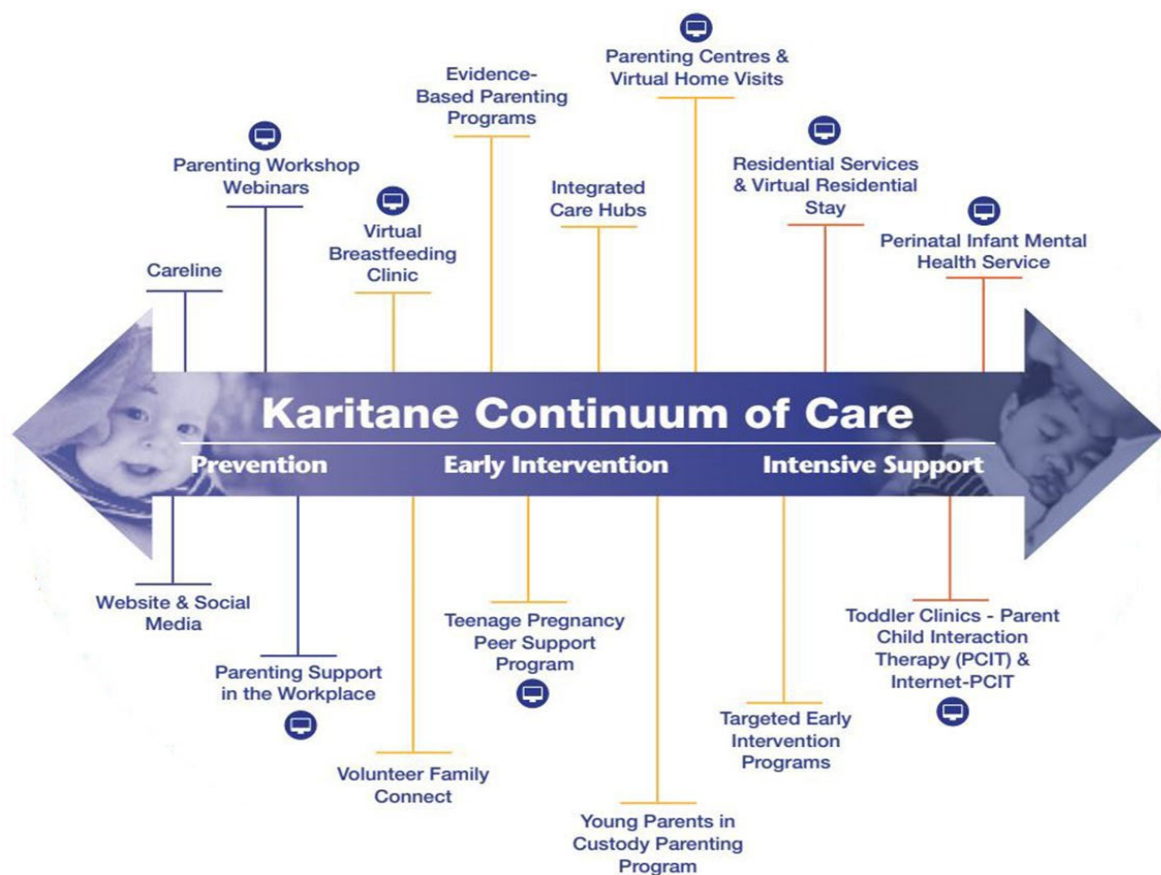 Parenting Centres &
Virtual Home Visits
Evidence-
Based Parenting
Programs
Parenting Workshop
Webinars
Residential Services
& Virtual Residential
Stay
Integrated
Care Hubs
Virtual
Breastfeeding
Clinic
Perinatal Infant Mental
Health Service
Careline
Karitane Continuum of Care
Prevention
Early Intervention
Intensive Support
Website & Social
Media
Parenting Support
in the Workplace
Volunteer Family
Connect
Teenage Pregnancy
Peer Support
Program
Young Parents in
Custody Parenting
Program
Targeted Early
Intervention
Programs
Toddler Clinics - Parent
Child Interaction
Therapy (PCIT) &
Internet-PCIT